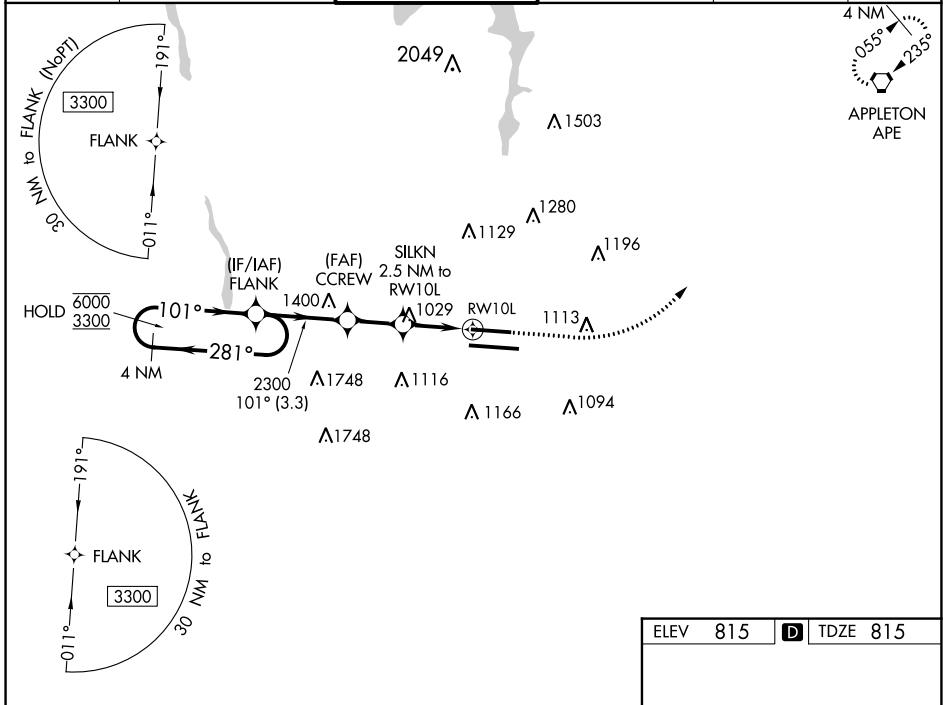 4 NM
055°
235°
APPLETON
APE
30 NM to FLANK (NoPT)
191°
3300
FLANK
011°
2049
1503
1280
1129
1196
(IF/IAF)
FLANK
(FAF)
CCREW
SILKN
2.5 NM to
RW10L
1400
1029
RW10L
1113
HOLD 6000
3300
101°
281°
4 NM
2300
101° (3.3)
1748
1116
1166
1094
1748
191°
FLANK
3300
011°
30 NM to FLANK
ELEV 815 D TDZE 815